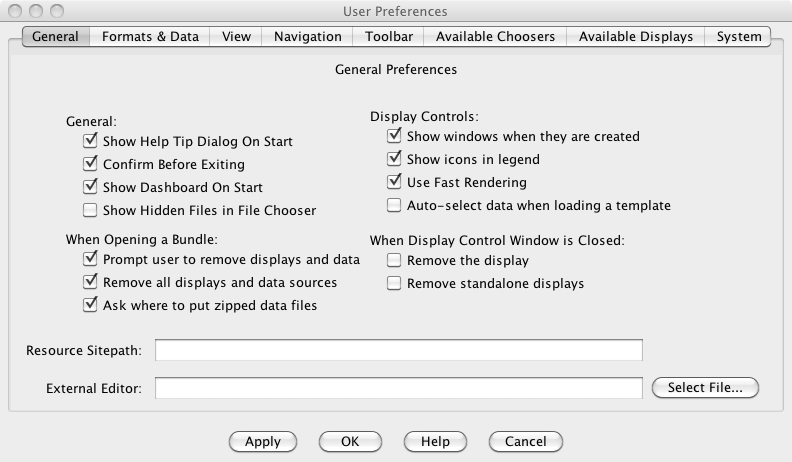 User Preferences
General Formats & Data View Navigation Toolbar Available Choosers Available Displays System
General Preferences
General:
Show Help Tip Dialog On Start
Confirm Before Exiting
Show Dashboard On Start
Show Hidden Files in File Chooser
Display Controls:
Show windows when they are created
Show icons in legend
Use Fast Rendering
Auto-select data when loading a template
When Opening a Bundle:
Prompt user to remove displays and data
Remove all displays and data sources
Ask where to put zipped data files
When Display Control Window is Closed:
Remove the display
Remove standalone displays
Resource Sitepath:
External Editor:
Select File...
Apply OK Help Cancel